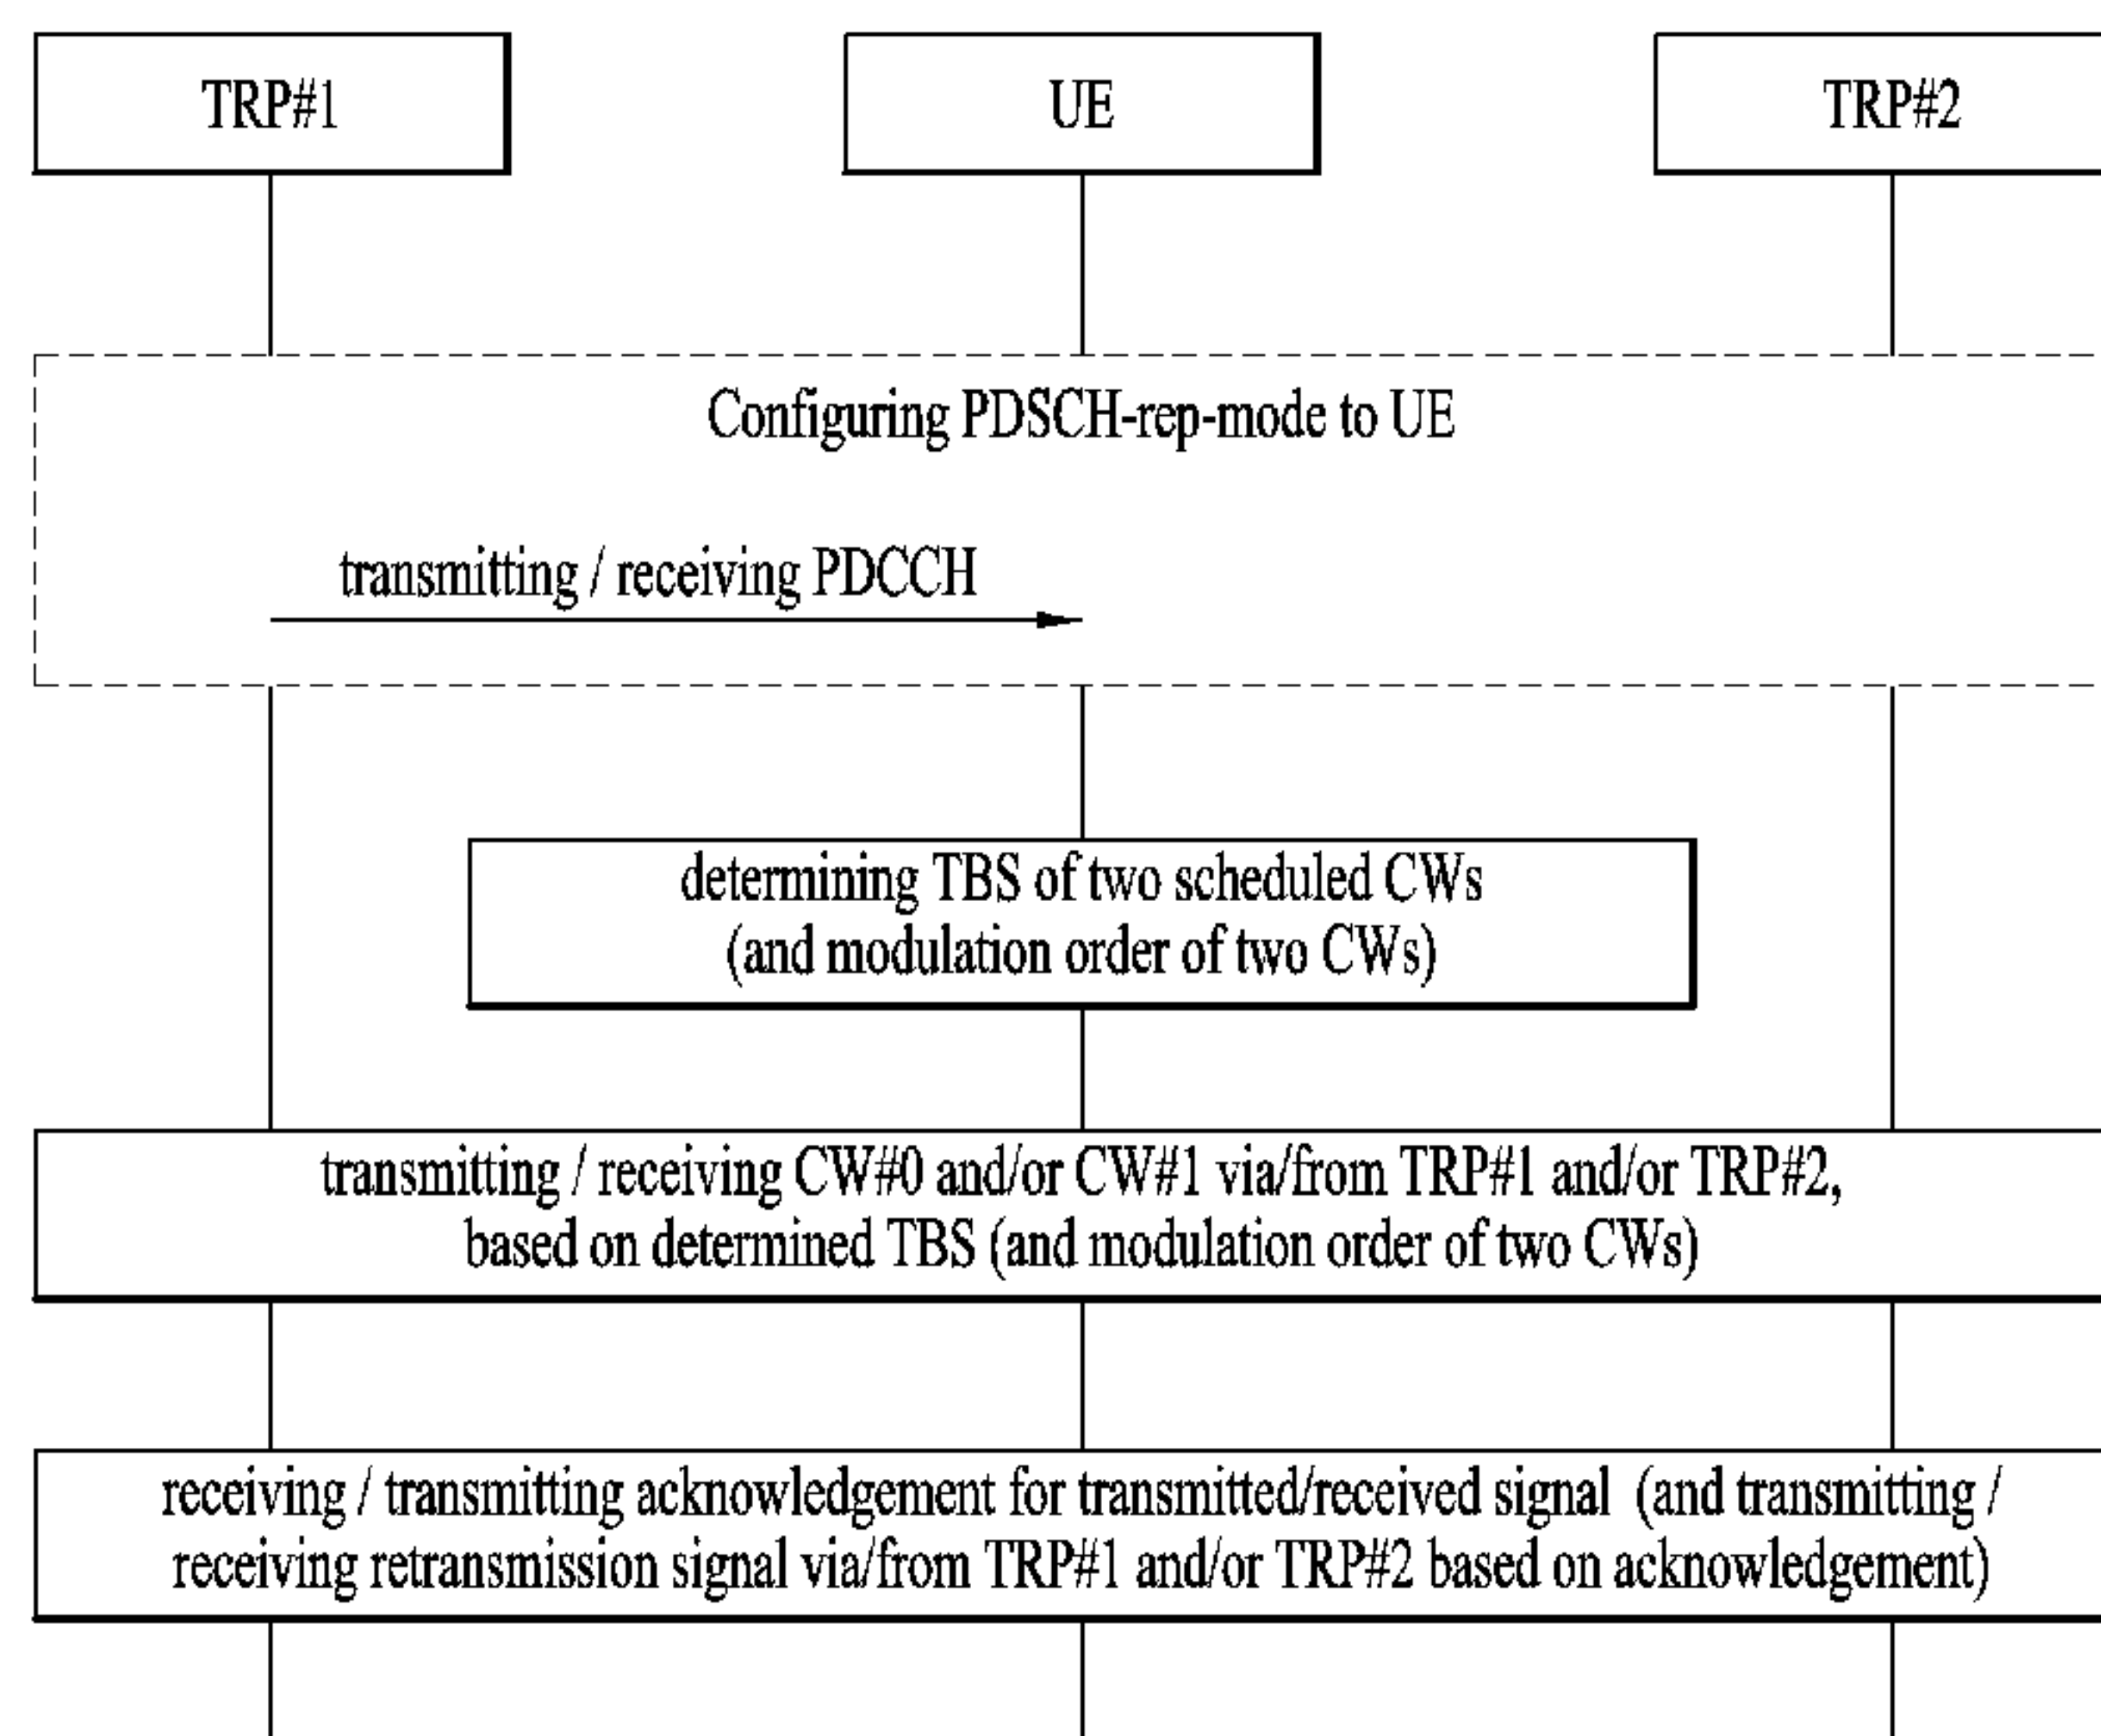 TRP#1
UE
TRP#2
Configuring PDSCH-rep-mode to UE
transmitting / receiving PDCCH
determining TBS of two scheduled CWs
(and modulation order of two CWs)
transmitting / receiving CW#0 and/or CW#1 via/from TRP#1 and/or TRP#2,
based on determined TBS (and modulation order of two CWs)
receiving / transmitting acknowledgement for transmitted/received signal (and transmitting /
receiving retransmission signal via/from TRP#1 and/or TRP#2 based on acknowledgement)